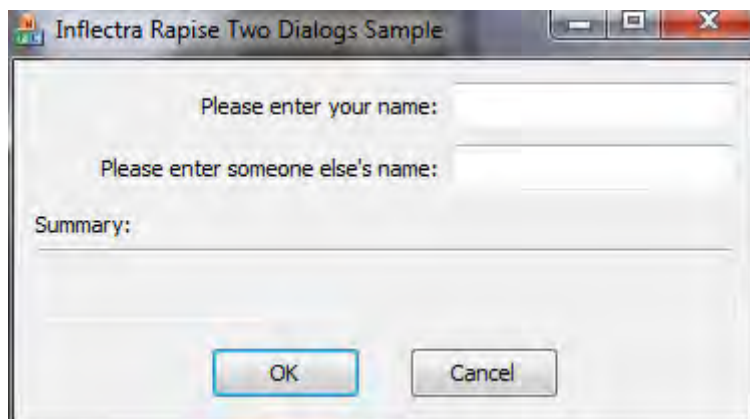 Inflectra Rapise Two Dialogs Sample
Please enter your name:
Please enter someone else's name:
Summary:
OK Cancel